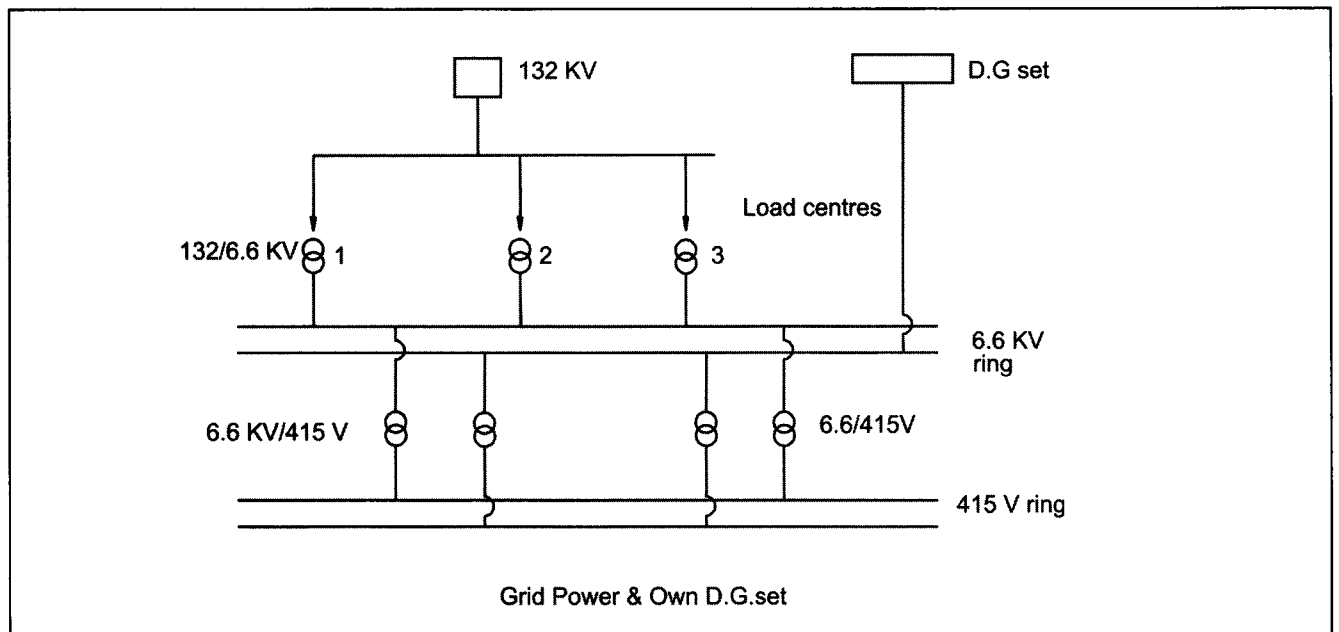 132 KV
D.G set
Load centres
132/6.6 KV
1
2
3
6.6 KV
ring
6.6 KV/415 V
6.6/415V
415 V ring
Grid Power & Own D.G.set